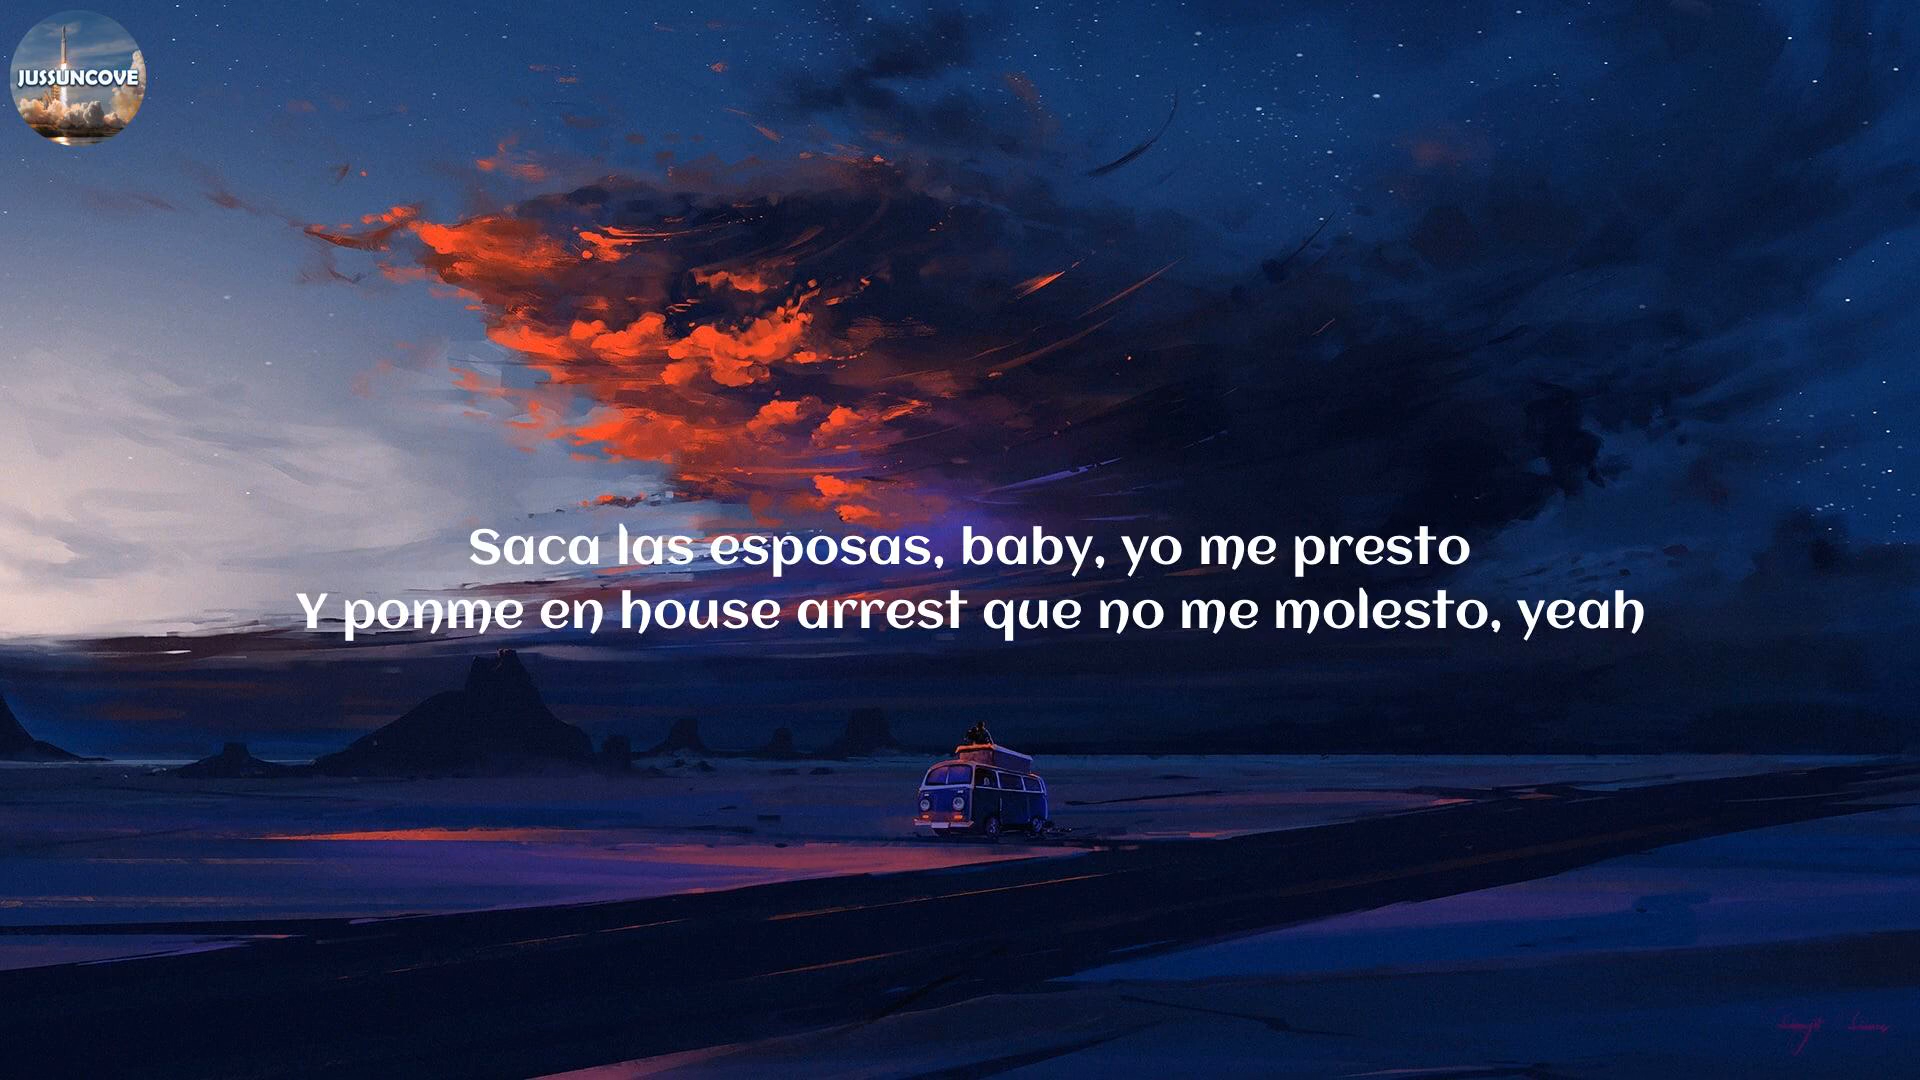 JUSSUNCOVE
Saca las esposas, baby, yo me presto
Y ponme en house arrest que no me molesto, yeah